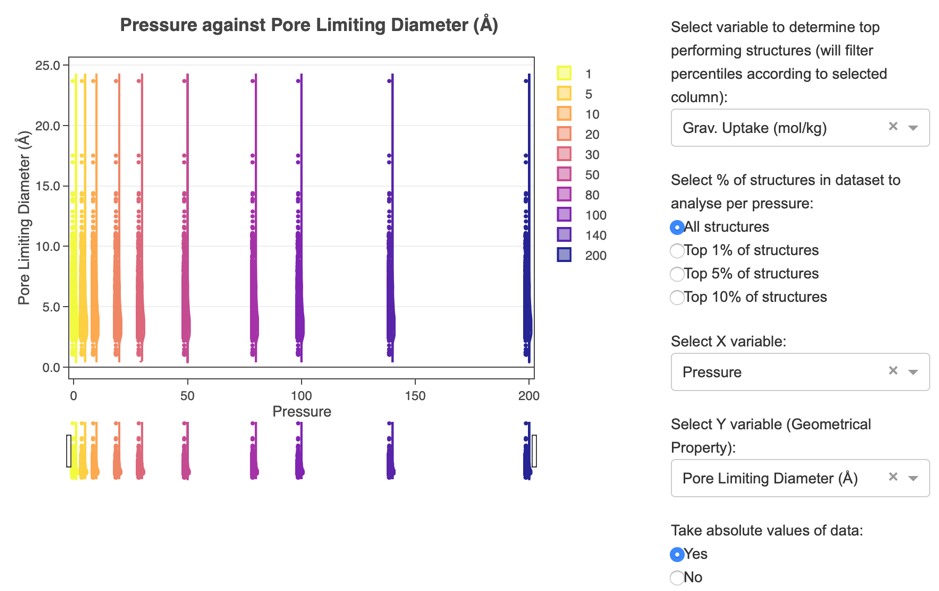 Pressure against Pore Limiting Diameter (Å)
Pore Limiting Diameter (Å)
25.0
20.0
15.0
10.0
5.0
0.0
0
50
100
150
200
Pressure
1
5
10
20
30
50
80
100
140
200
Select variable to determine top
performing structures (will filter
percentiles according to selected
column):
Grav. Uptake (mol/kg)
Select % of structures in dataset to
analyse per pressure:
All structures
Top 1% of structures
Top 5% of structures
Top 10% of structures
Select X variable:
Pressure
Select Y variable (Geometrical
Property):
Pore Limiting Diameter (Å)
Take absolute values of data:
Yes
No